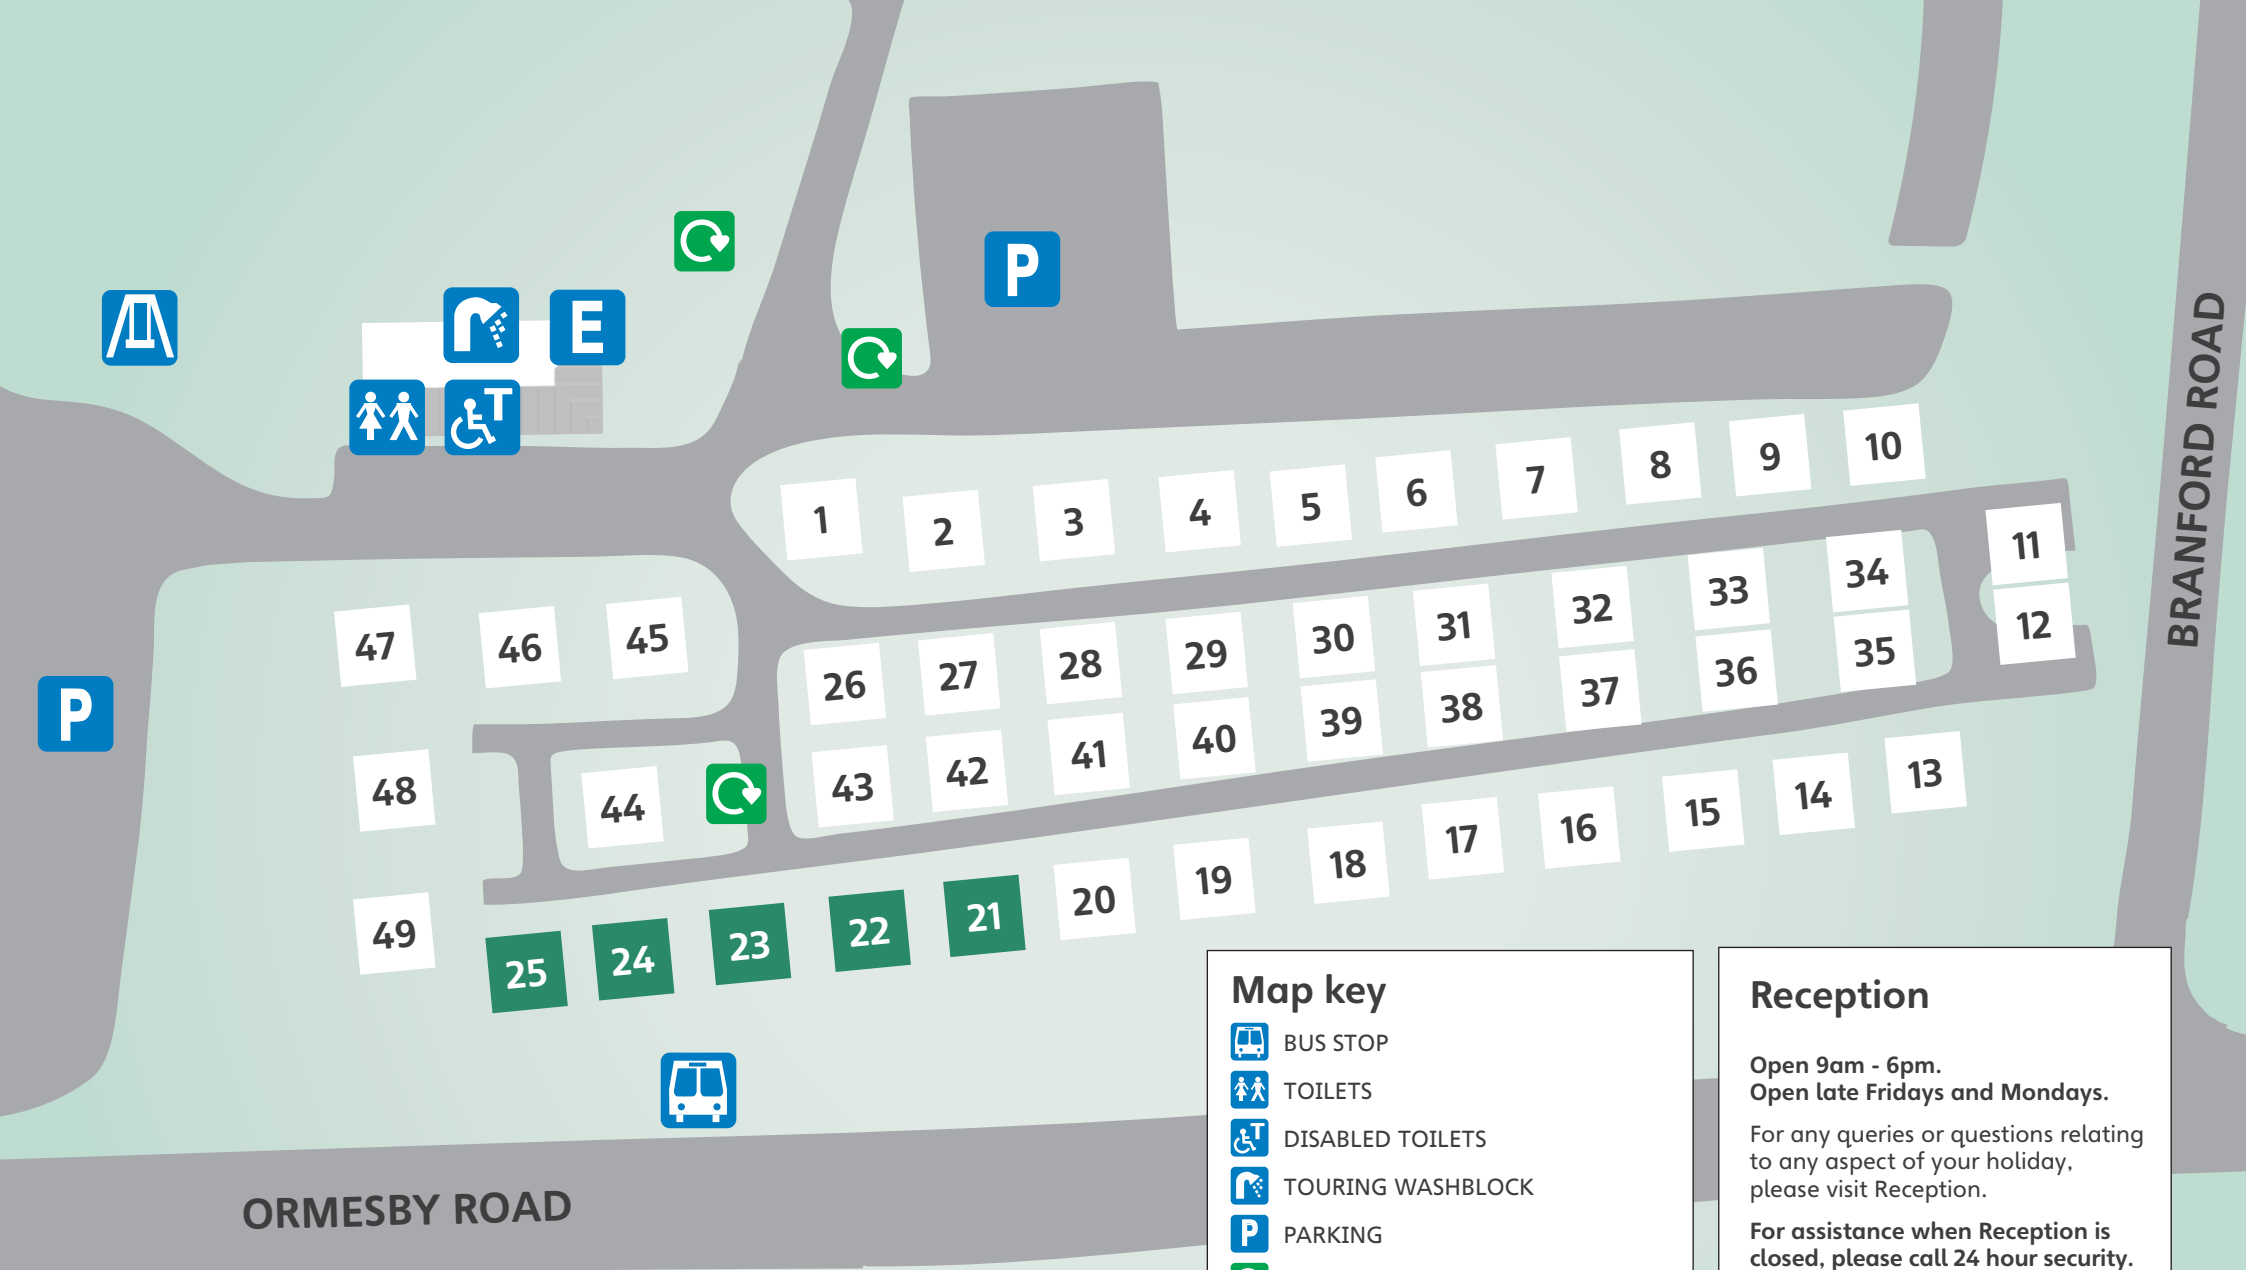 P
E
P
T
1
2
3
4
5
6
7
8
9
10
11
12
BRANFORD ROAD
47
46
45
26
27
28
29
30
31
32
33
34
48
44
43
42
41
40
39
38
37
36
35
49
25
24
23
22
21
20
19
18
17
16
15
14
13
P
ORMESBY ROAD
Map key
BUS STOP
TOILETS
T
DISABLED TOILETS
TOURING WASHBLOCK
P
PARKING
Reception
Open 9am - 6pm.
Open late Fridays and Mondays.
For any queries or questions relating
to any aspect of your holiday,
please visit Reception.
For assistance when Reception is
closed, please call 24 hour security.